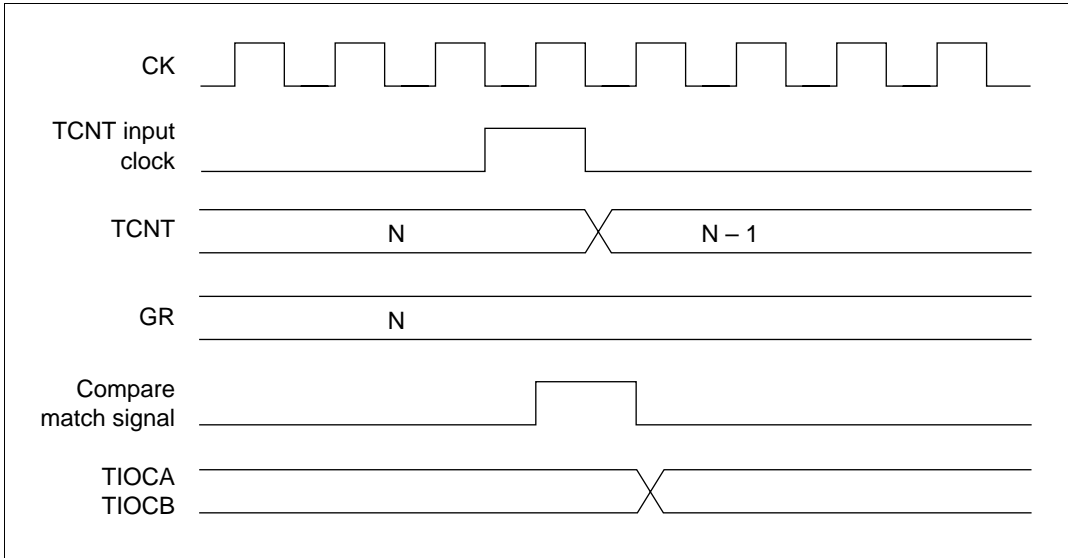 CK
TCNT input
clock
TCNT
N
N – 1
GR
N
Compare
match signal
TIOCA
TIOCB